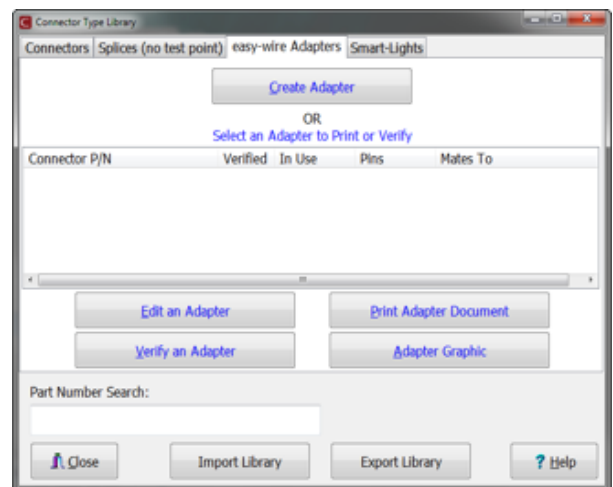 Connector Type Library
Connectors Splices (no test point) easy-wire Adapters Smart-Lights
Create Adapter
OR
Select an Adapter to Print or Verify
Connector P/N Verified In Use Pins Mates To
Edit an Adapter Print Adapter Document
Verify an Adapter Adapter Graphic
Part Number Search:
Close Import Library Export Library ? Help